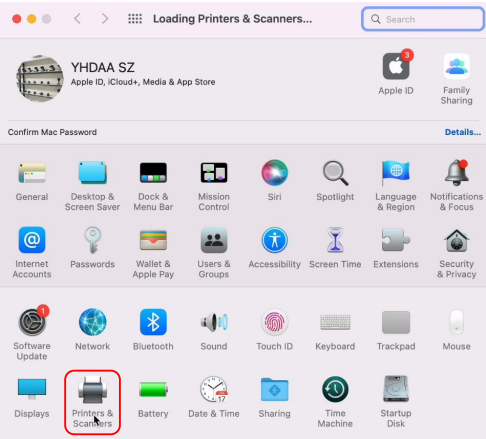 Loading Printers & Scanners...
Search
YHDAA SZ
Apple ID, iCloud+, Media & App Store
3
Apple ID
Family
Sharing
Confirm Mac Password
Details...
General
Desktop &
Screen Saver
Dock &
Menu Bar
Mission
Control
Siri
Spotlight
Language
& Region
Notifications
& Focus
Internet
Accounts
Passwords
Wallet &
Apple Pay
Users &
Groups
Accessibility
Screen Time
Extensions
Security
& Privacy
1
Software
Update
Network
Bluetooth
Sound
Touch ID
Keyboard
Trackpad
Mouse
Displays
Printers &
Scanners
Battery
17
Date & Time
Sharing
Time
Machine
Startup
Disk